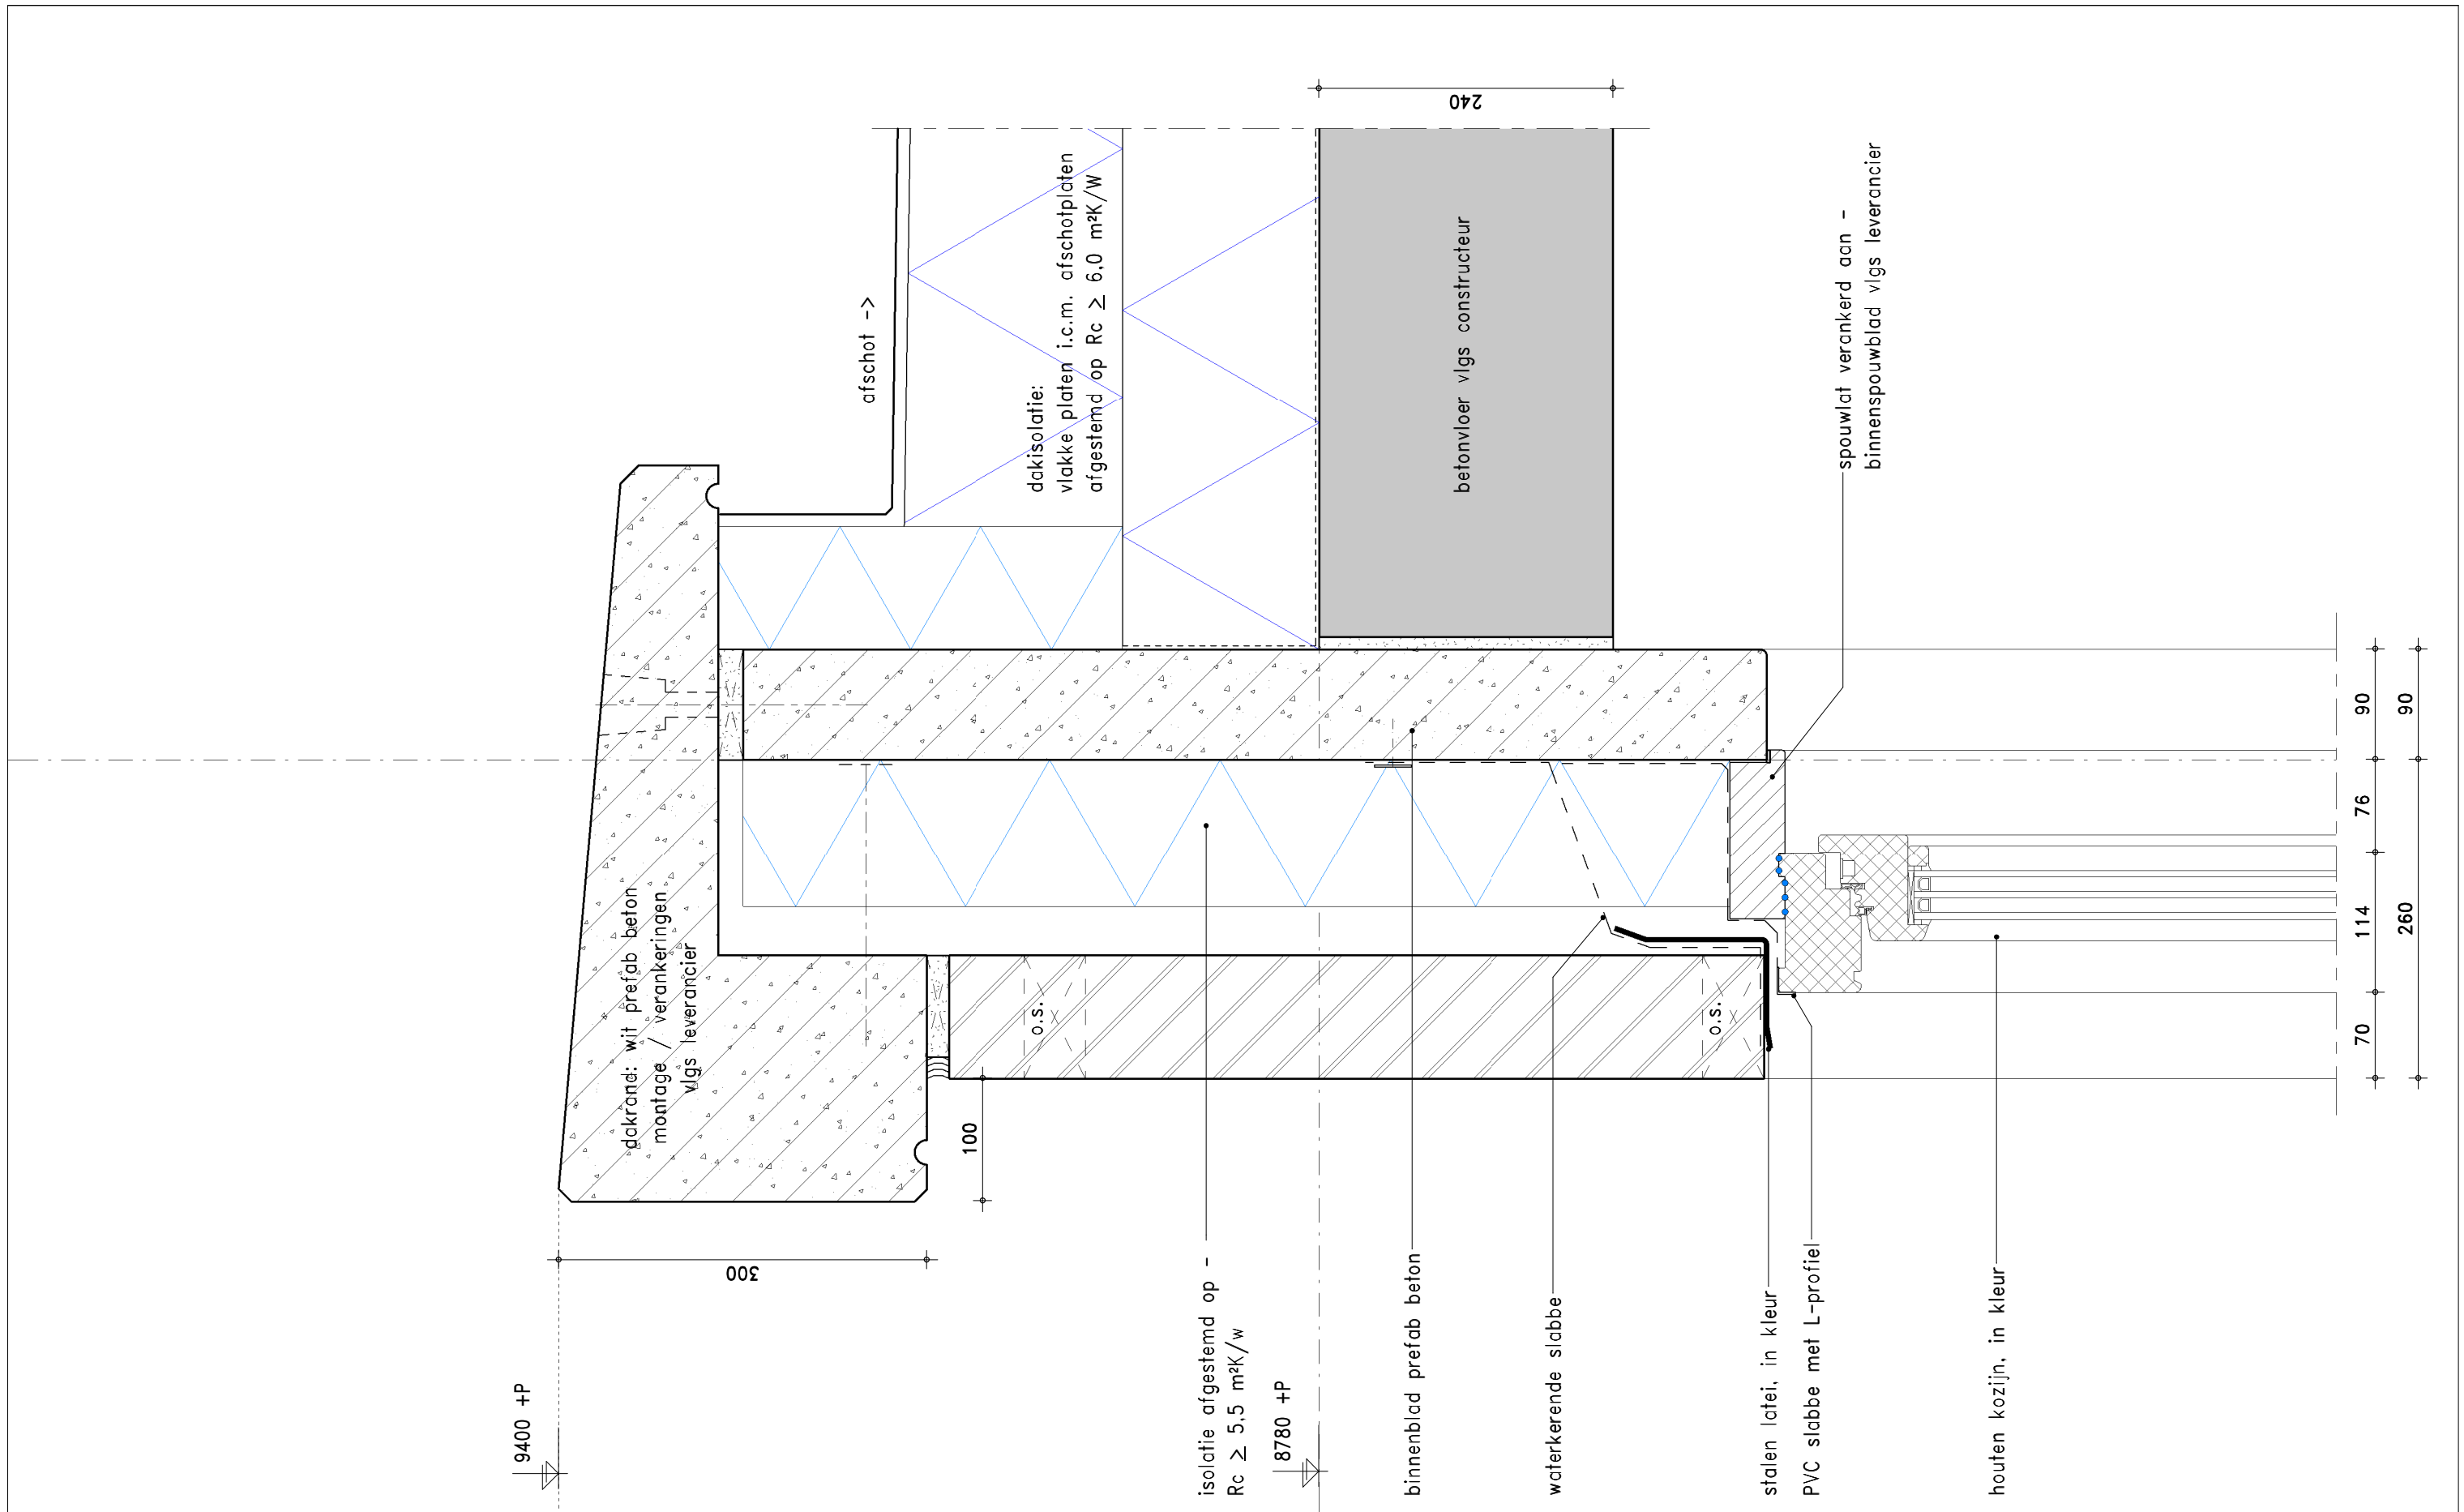 9400 +P
300
dakrand: wit prefab beton
montage / verankeringen
vlgs leverancier
100
afschot ->
dakisolatie:
vlakke platen i.c.m. afschotplaten
afgestemd op Rc ≥ 6,0 m²K/W
240
betonvloer vlgs constructeur
spouwlat verankerd aan -
binnenspouwblad vlgs leverancier
o.s.
o.s.
isolatie afgestemd op -
Rc ≥ 5,5 m²K/w
8780 +P
binnenblad prefab beton
waterkerende slabbe
stalen latei, in kleur
PVC slabbe met L-profiel
houten kozijn, in kleur
70
114
76
90
260
90